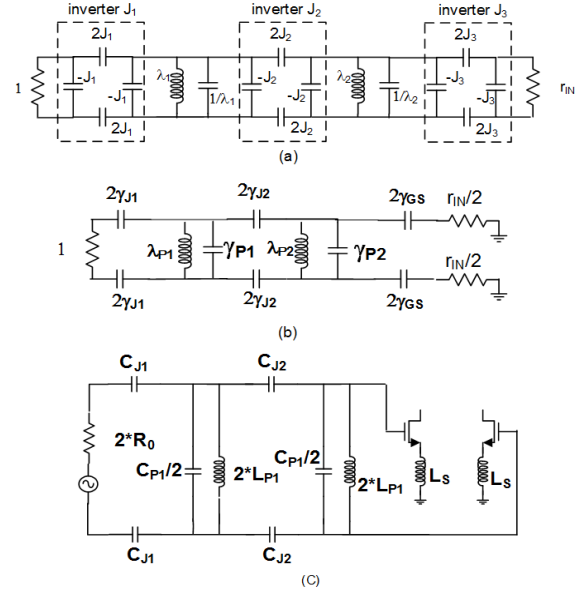 inverter J₁ inverter J₂ inverter J₃
2J₁ 2J₂ 2J₃
1 -J₁ -J₁ λ₁ 1/λ₁ -J₂ -J₂ λ₂ 1/λ₂ -J₃ -J₃ rIN
2J₁ 2J₂ 2J₃
(a)
2γJ1 2γJ2 2γGS rIN/2
1 λP1 γP1 λP2 γP2
rIN/2
2γJ1 2γJ2 2γGS
(b)
CJ1 CJ2
2*R₀
CP1/2 2*LP1 CP1/2 2*LP1 LS LS
CJ1 CJ2
(C)